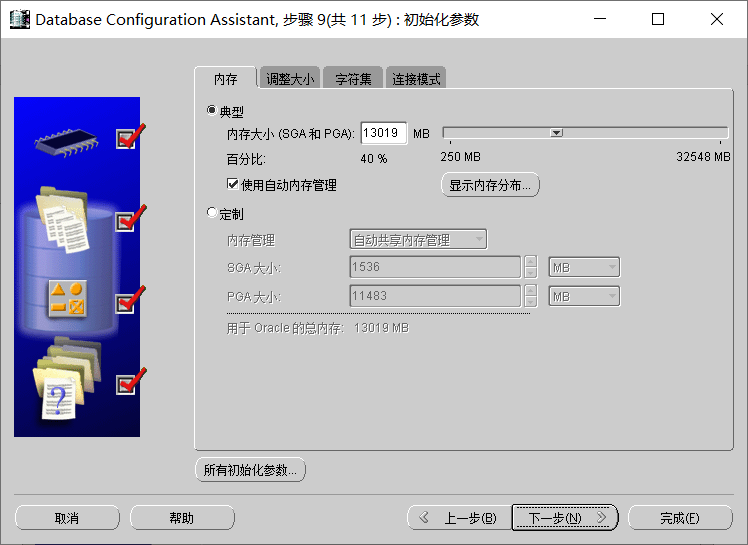 Database Configuration Assistant, 步骤 9(共 11 步) : 初始化参数
内存 调整大小 字符集 连接模式
典型
内存大小 (SGA 和 PGA): 13019 MB
百分比: 40 % 250 MB 32548 MB
使用自动内存管理 显示内存分布...
定制
内存管理 自动共享内存管理
SGA 大小: 1536 MB
PGA 大小: 11483 MB
用于 Oracle 的总内存: 13019 MB
?
所有初始化参数...
取消 帮助 上一步(B) 下一步(N) 完成(F)